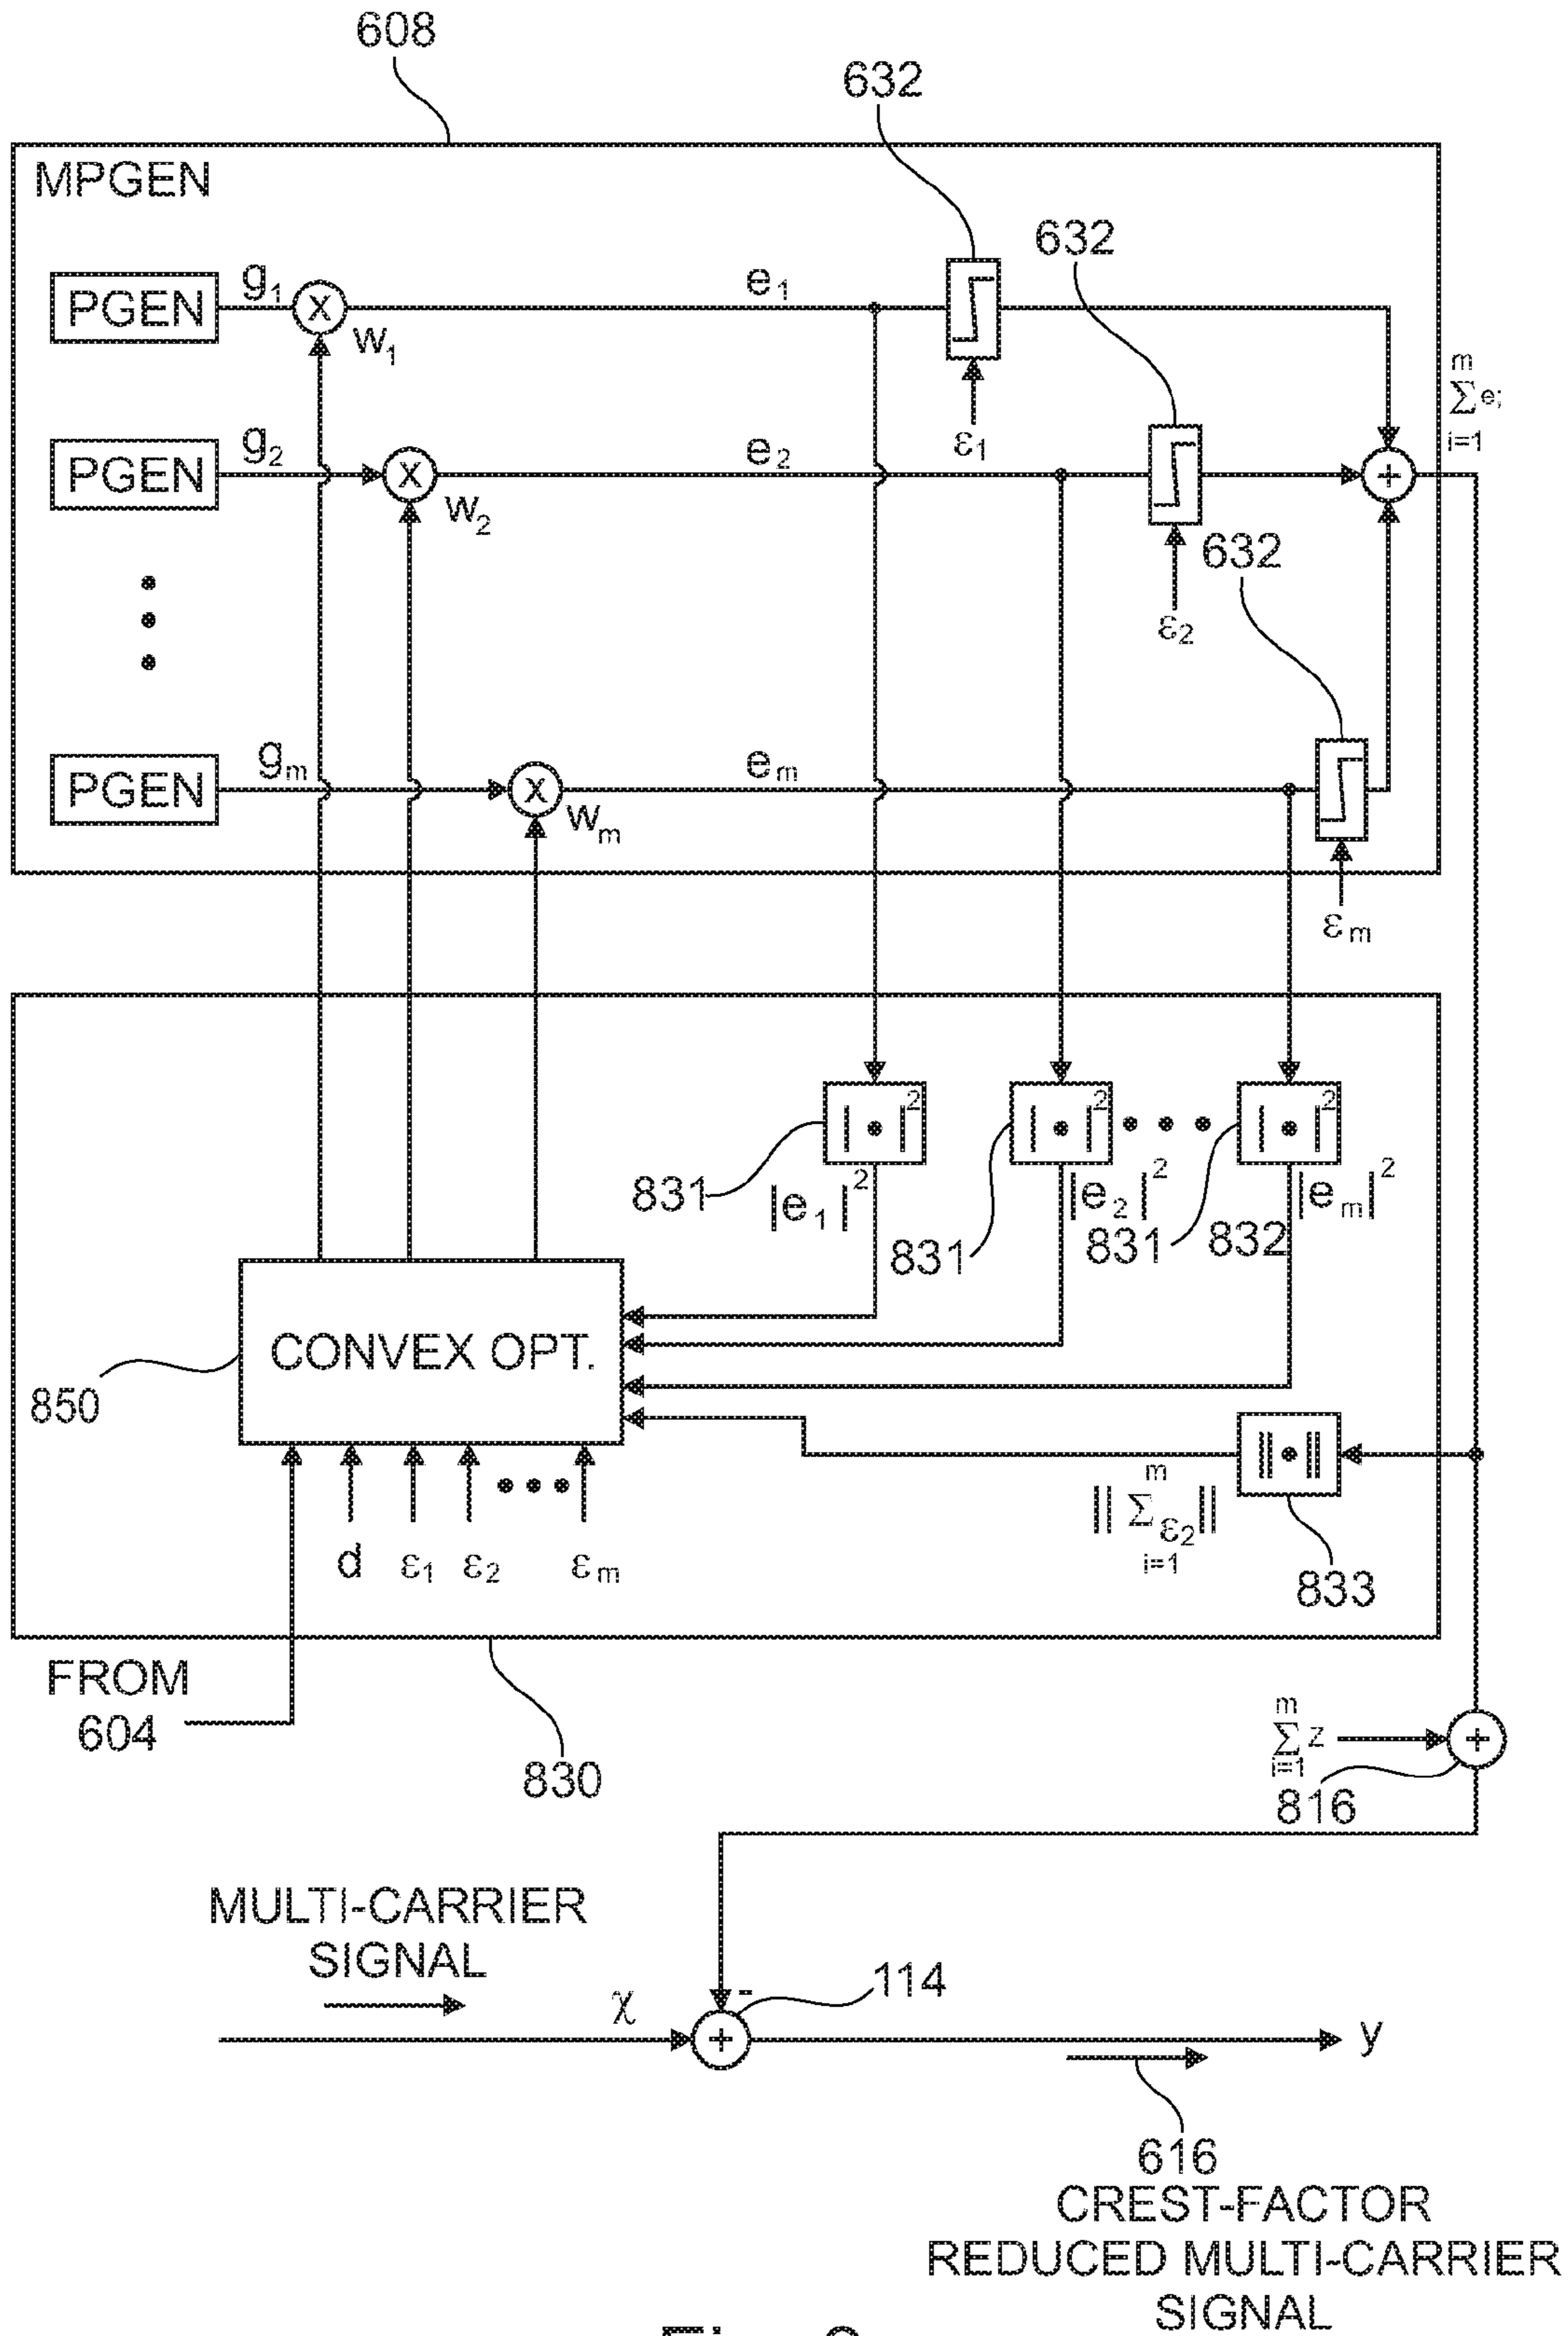 608
632
MPGEN
632
PGEN
g1
X
w1
e1
ε1
m
Σ e;
i=1
PGEN
g2
X
w2
e2
ε2
+
632
PGEN
gm
X
wm
em
εm
|•|²
|•|²
|•|²
831
|e1|²
831
|e2|²
831
832
|em|²
CONVEX OPT.
850
d
ε1
ε2
εm
m
|| Σε2||
i=1
||•||
833
FROM
604
830
m
Σ z
i=1
+
816
MULTI-CARRIER
SIGNAL
χ
-
+
114
y
616
CREST-FACTOR
REDUCED MULTI-CARRIER
SIGNAL